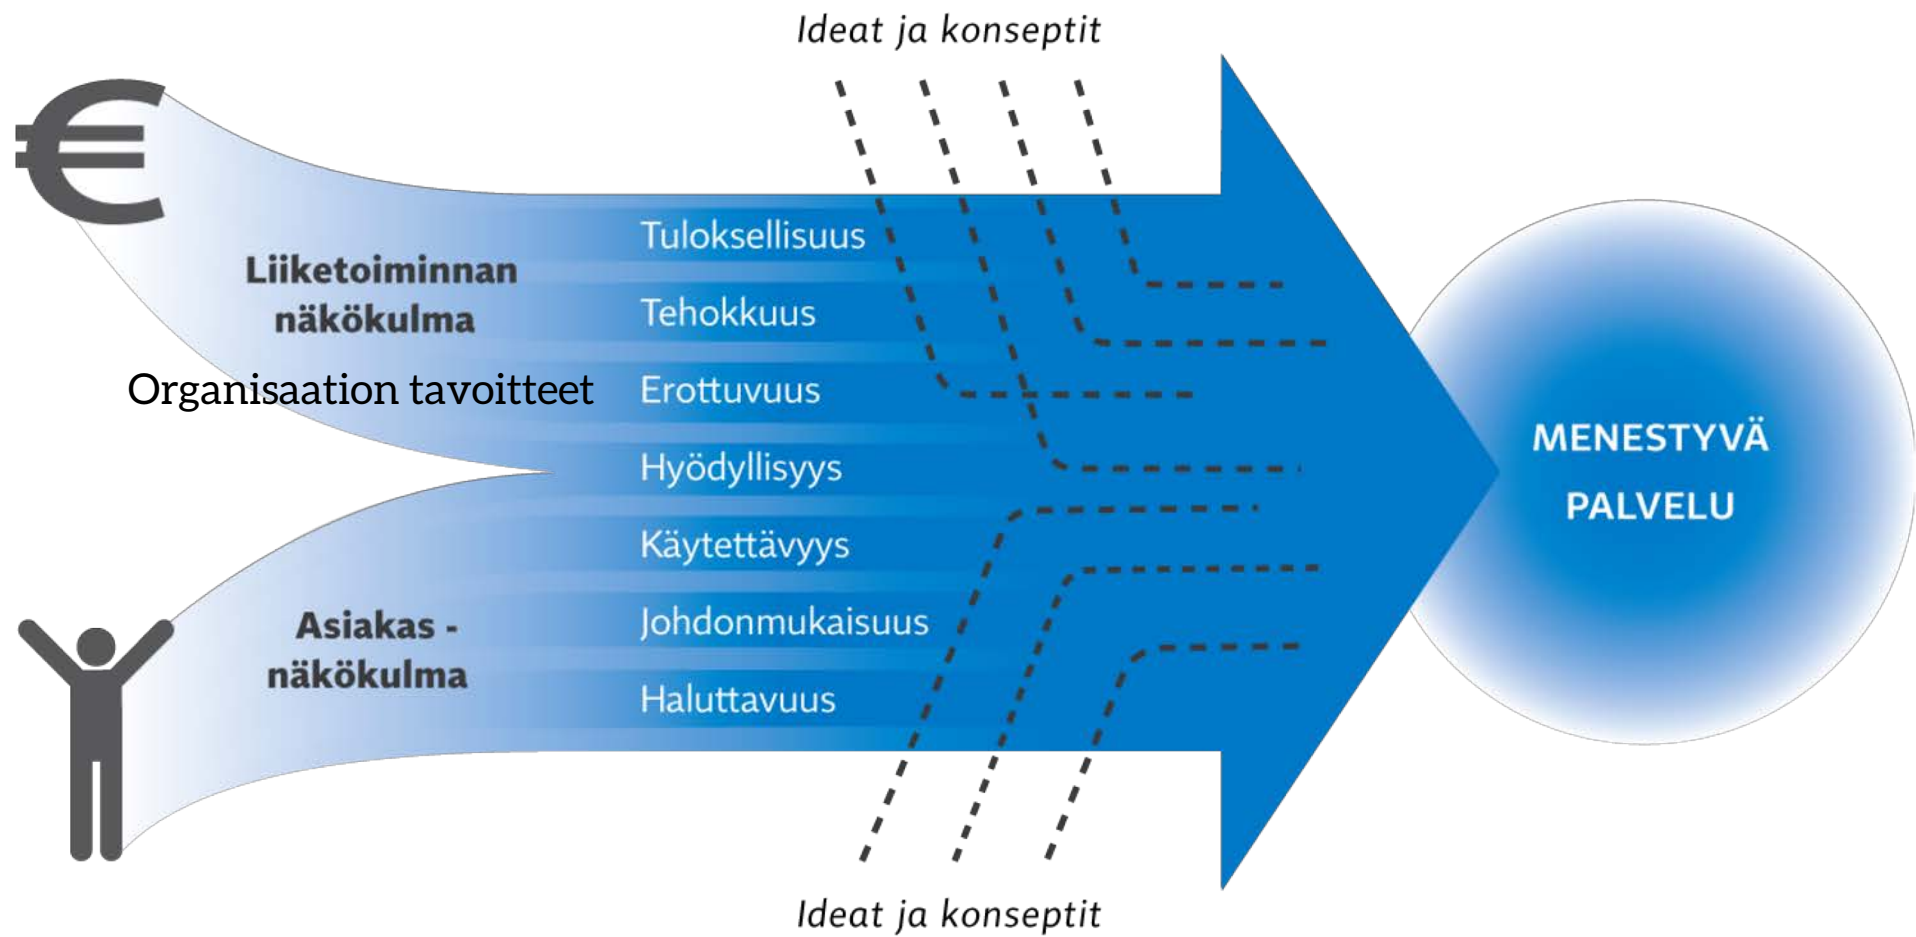 Ideat ja konseptit
€
Liiketoiminnan
näkökulma
Organisaation tavoitteet
Tuloksellisuus
Tehokkuus
Erottuvuus
Hyödyllisyys
Käytettävyys
Johdonmukaisuus
Haluttavuus
Asiakas -
näkökulma
MENESTYVÄ
PALVELU
Ideat ja konseptit